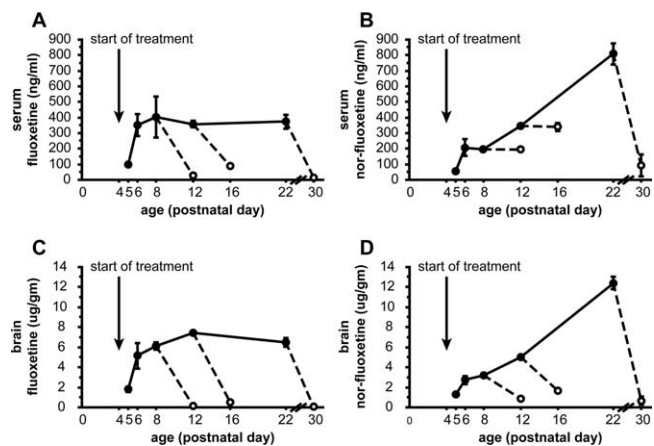 A
start of treatment
serum
fluoxetine (ng/ml)
900
800
700
600
500
400
300
200
100
0
0 4 5 6 8 12 16 22 30
age (postnatal day)
B
start of treatment
serum
nor-fluoxetine (ng/ml)
900
800
700
600
500
400
300
200
100
0
0 4 5 6 8 12 16 22 30
age (postnatal day)
C
start of treatment
brain
fluoxetine (ug/gm)
14
12
10
8
6
4
2
0
0 4 5 6 8 12 16 22 30
age (postnatal day)
D
start of treatment
brain
nor-fluoxetine (ug/gm)
14
12
10
8
6
4
2
0
0 4 5 6 8 12 16 22 30
age (postnatal day)